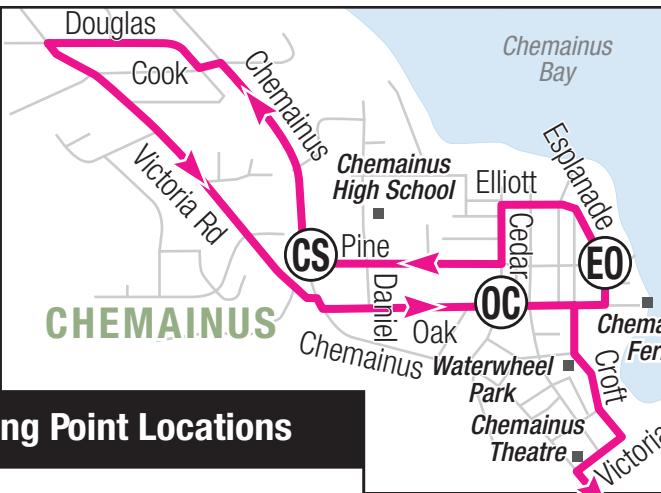 Douglas
Cook
Chemainus
Chemainus
Bay
Victoria Rd
Chemainus
High School
Elliott
Esplanade
Cedar
CS
Pine
EO
Daniel
OC
CHEMAINUS
Oak
Chemainus
Waterwheel
Park
Croft
Chemainus
Theatre
Victoria
Point Locations